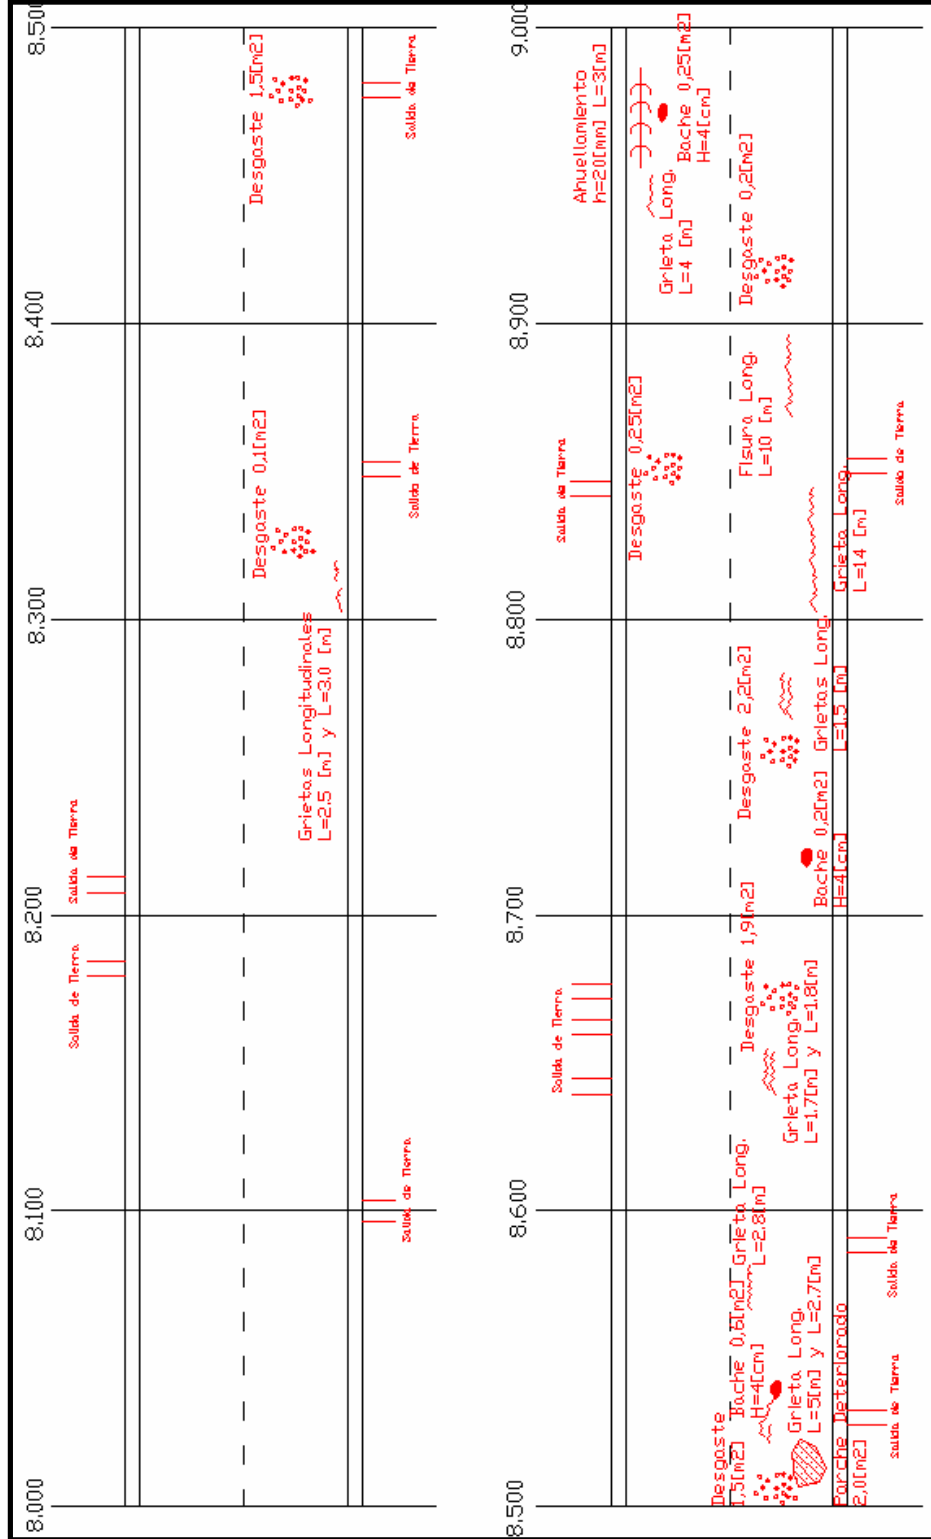 8.000
8.100
8.200
8.300
8.400
8.500
Salida de Tierra
Salida de Tierra
Desgaste 0,1[m2]
Desgaste 1,5[m2]
Grietas Longitudinales
L=2.5 [m] y L=3.0 [m]
Salida de Tierra
Salida de Tierra
Salida de Tierra
8.500
8.600
8.700
8.800
8.900
9.000
Salida de Tierra
Salida de Tierra
Ahuellamiento
h=20[mm] L=3[m]
Desgaste 0,25[m2]
Grieta Long.
L=4 [m]
Bache 0,25[m2]
H=4[cm]
Desgaste
1,5[m2]
Bache 0,6[m2]
H=4[cm]
Grieta Long.
L=2.8[m]
Desgaste 1,9[m2]
Desgaste 2,2[m2]
Fisura Long.
L=10 [m]
Desgaste 0,2[m2]
Grieta Long.
L=5[m] y L=2.7[m]
Grieta Long.
L=1.7[m] y L=1.8[m]
Bache 0,2[m2]
H=4[cm]
Grietas Long.
L=1,5 [m]
Grieta Long.
L=14 [m]
Parche Deteriorado
2,0[m2]
Salida de Tierra
Salida de Tierra
Salida de Tierra